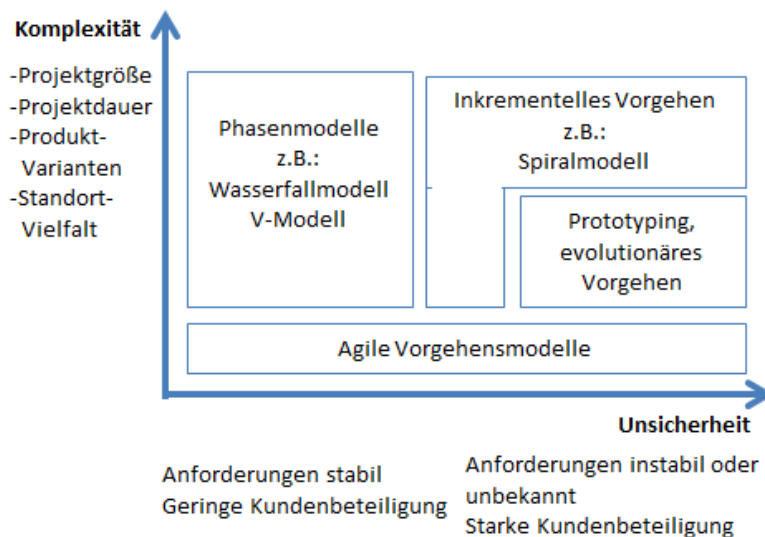 Komplexität
-Projektgröße
-Projektdauer
-Produkt-
Varianten
-Standort-
Vielfalt
Phasenmodelle
z.B.:
Wasserfallmodell
V-Modell
Inkrementelles Vorgehen
z.B.:
Spiralmodell
Prototyping,
evolutionäres
Vorgehen
Agile Vorgehensmodelle
Unsicherheit
Anforderungen stabil
Geringe Kundenbeteiligung
Anforderungen instabil oder
unbekannt
Starke Kundenbeteiligung